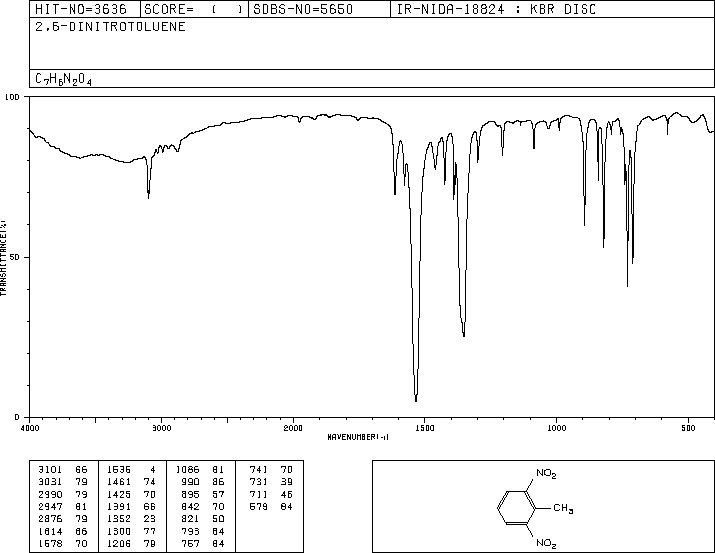 HIT-NO=3636 SCORE= ( ) SDBS-NO=5650 IR-NIDA-18824 : KBR DISC
2,6-DINITROTOLUENE
C7H6N2O4
100
50
0
TRANSMITTANCE(%)
4000 3000 2000 1500 1000 500
WAVENUMBER(-1)
3101 66 1536 4 1086 81 741 70
3031 79 1461 74 990 86 731 39
2990 79 1425 70 895 57 711 46
2947 81 1391 66 842 70 579 84
2876 79 1352 23 821 50
1614 66 1300 77 793 84
1578 70 1206 79 767 84
NO2
CH3
NO2